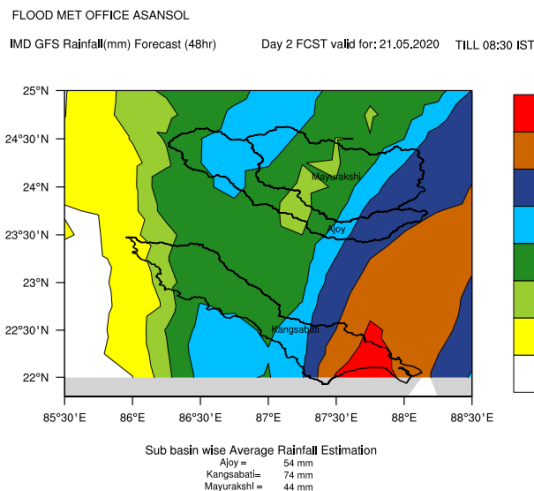 FLOOD MET OFFICE ASANSOL
IMD GFS Rainfall(mm) Forecast (48hr) Day 2 FCST valid for: 21.05.2020 TILL 08:30 IST
25°N
24°30'N
24°N
23°30'N
23°N
22°30'N
22°N
Mayurakshi
Ajoy
Kangsabati
85°30'E 86°E 86°30'E 87°E 87°30'E 88°E 88°30'E
Sub basin wise Average Rainfall Estimation
Ajoy = 54 mm
Kangsabati= 74 mm
Mayurakshi = 44 mm